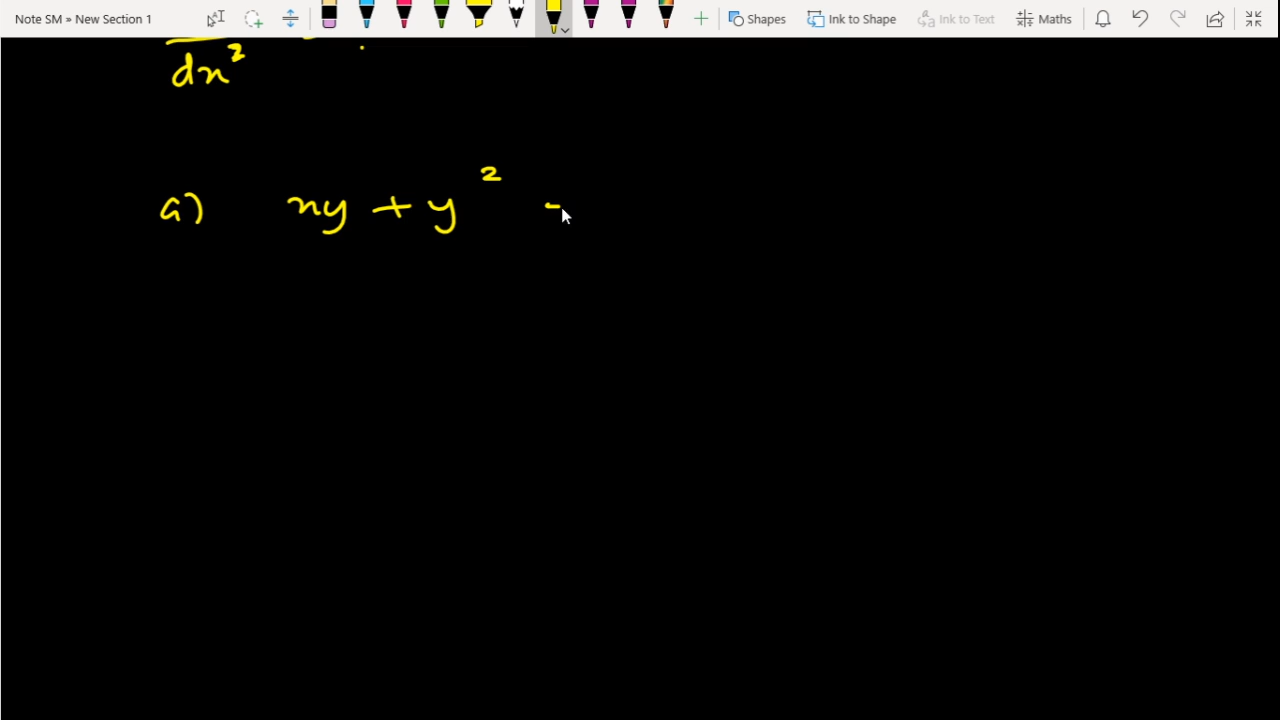 Note SM » New Section 1 Shapes Ink to Shape Ink to Text Maths
dx²
a) xy + y² -